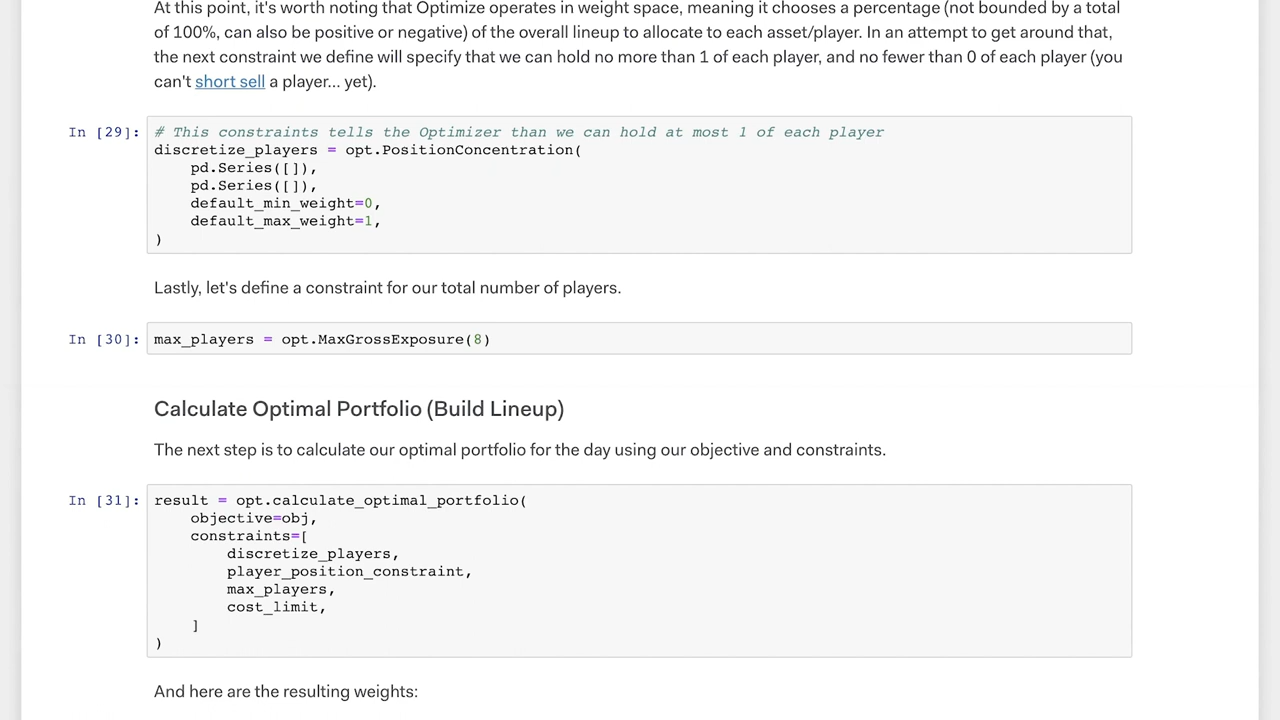 At this point, it's worth noting that Optimize operates in weight space, meaning it chooses a percentage (not bounded by a total
of 100%, can also be positive or negative) of the overall lineup to allocate to each asset/player. In an attempt to get around that,
the next constraint we define will specify that we can hold no more than 1 of each player, and no fewer than 0 of each player (you
can't short sell a player... yet).
In [29]: # This constraints tells the Optimizer than we can hold at most 1 of each player
discretize_players = opt.PositionConcentration(
    pd.Series([]),
    pd.Series([]),
    default_min_weight=0,
    default_max_weight=1,
)
Lastly, let's define a constraint for our total number of players.
In [30]: max_players = opt.MaxGrossExposure(8)
Calculate Optimal Portfolio (Build Lineup)
The next step is to calculate our optimal portfolio for the day using our objective and constraints.
In [31]: result = opt.calculate_optimal_portfolio(
    objective=obj,
    constraints=[
        discretize_players,
        player_position_constraint,
        max_players,
        cost_limit,
    ]
)
And here are the resulting weights: